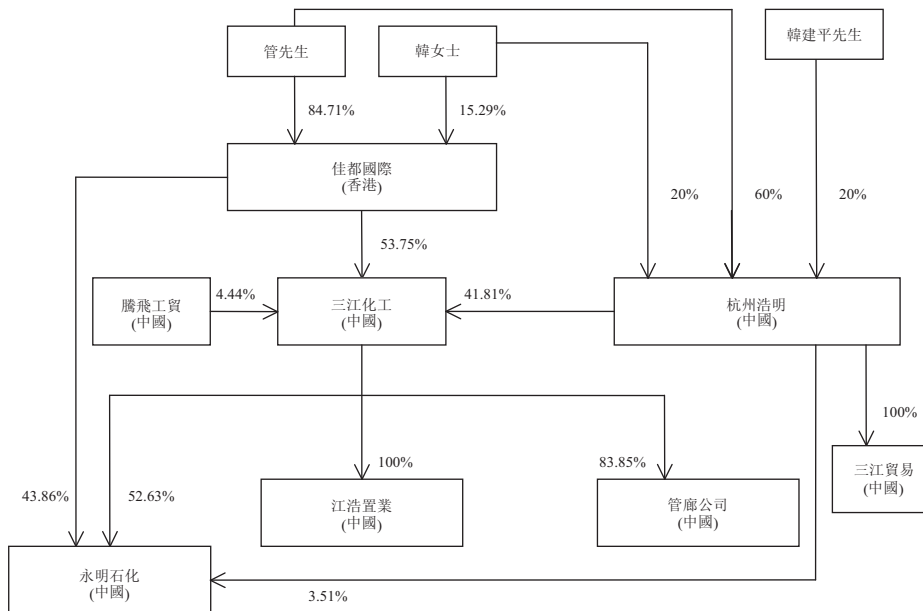 管先生
韓女士
韓建平先生
84.71%
15.29%
佳都國際
(香港)
20%
60%
20%
53.75%
騰飛工貿
(中國)
4.44%
三江化工
(中國)
41.81%
杭州浩明
(中國)
100%
三江貿易
(中國)
43.86%
52.63%
100%
江浩置業
(中國)
83.85%
管廊公司
(中國)
永明石化
(中國)
3.51%